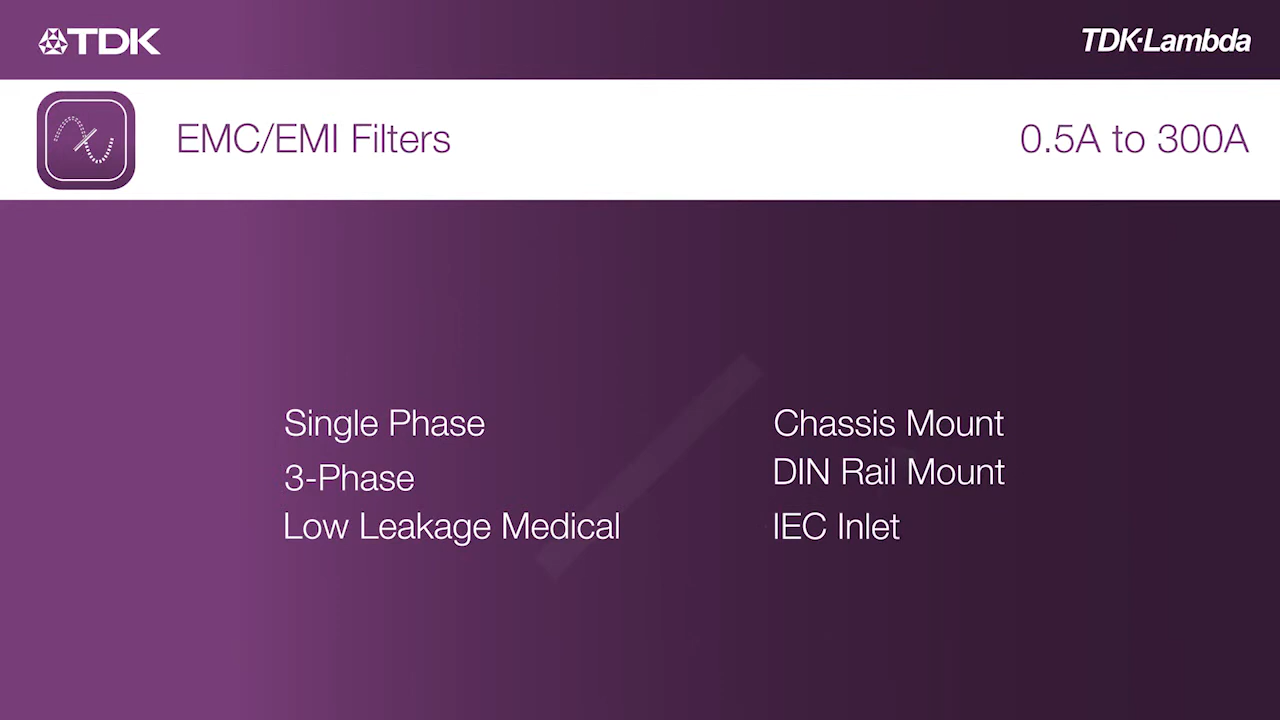 TDK
TDK·Lambda
EMC/EMI Filters
0.5A to 300A
Single Phase
3-Phase
Low Leakage Medical
Chassis Mount
DIN Rail Mount
IEC Inlet